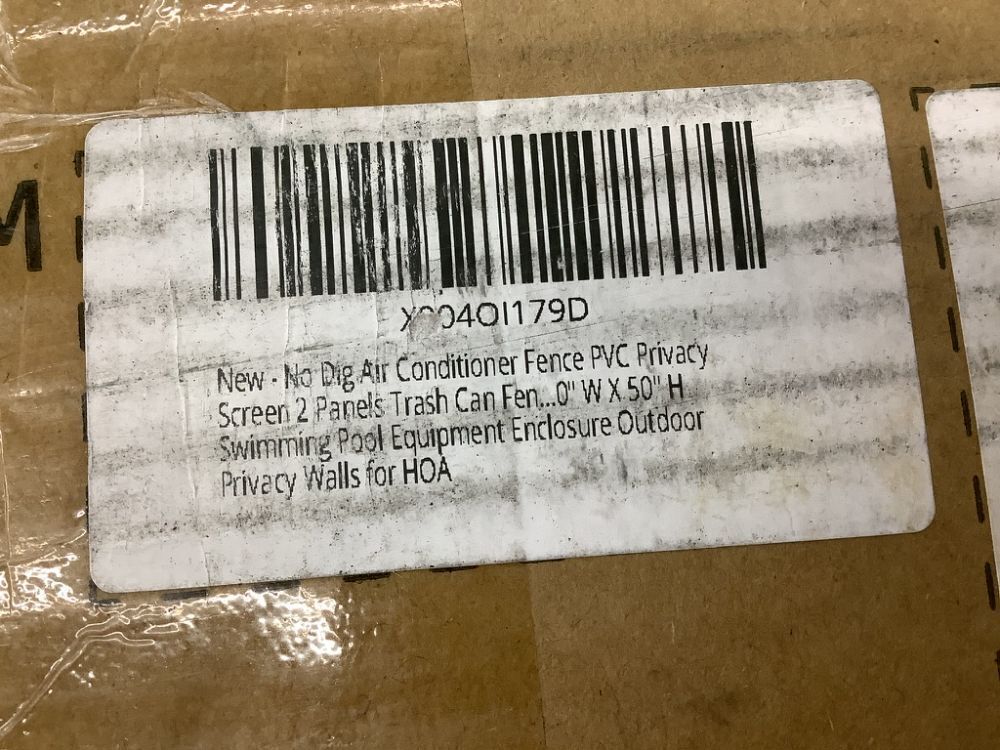 M
New - No Dig Air Conditioner Fence PVC Privacy
Screen 2 Panels Trash Can Fen...0" W X 50" H
Swimming Pool Equipment Enclosure Outdoor
Privacy Walls for HOA